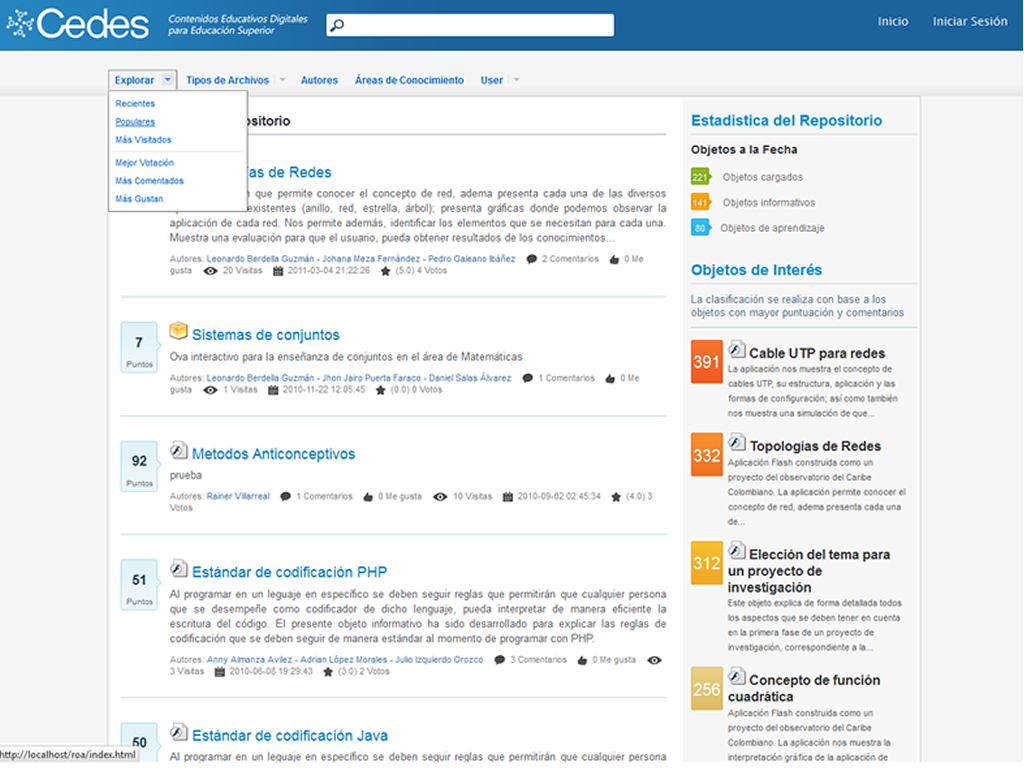 Cedes
Contenidos Educativos Digitales
para Educación Superior
Inicio
Iniciar Sesión
Explorar
Tipos de Archivos
Autores
Áreas de Conocimiento
User
Recientes
Populares
Más Visitados
Mejor Votación
Más Comentados
Más Gustan
ositorio
as de Redes
que permite conocer el concepto de red, adema presenta cada una de las diversos
existentes (anillo, red, estrella, árbol); presenta gráficas donde podemos observar la
aplicación de cada red. Nos permite además, identificar los elementos que se necesitan para cada una.
Muestra una evaluación para que el usuario, pueda obtener resultados de los conocimientos...
Autores: Leonardo Berdella Guzmán - Johana Meza Fernández - Pedro Galeano Ibáñez 2 Comentarios 0 Me
gusta 20 Visitas 2011-03-04 21:22:26 (5.0) 4 Votos
7
Puntos
Sistemas de conjuntos
Ova interactivo para la enseñanza de conjuntos en el área de Matemáticas
Autores: Leonardo Berdella Guzmán - Jhon Jairo Puerta Faraco - Daniel Salas Álvarez 1 Comentarios 0 Me
gusta 1 Visitas 2010-11-22 12:05:45 (0.0) 0 Votos
92
Puntos
Metodos Anticonceptivos
prueba
Autores: Rainer Villarreal 1 Comentarios 0 Me gusta 10 Visitas 2010-09-02 02:45:34 (4.0) 3
Votos
51
Puntos
Estándar de codificación PHP
Al programar en un leguaje en específico se deben seguir reglas que permitirán que cualquier persona
que se desempeñe como codificador de dicho lenguaje, pueda interpretar de manera eficiente la
escritura del código. El presente objeto informativo ha sido desarrollado para explicar las reglas de
codificación que se deben seguir de manera estándar al momento de programar con PHP.
Autores: Anny Almanza Avilez - Adrian López Morales - Julio Izquierdo Orozco 3 Comentarios 0 Me gusta
3 Visitas 2010-06-08 19:29:43 (3.0) 2 Votos
50
Estándar de codificación Java
Al programar en un leguaje en específico se deben seguir reglas que permitirán que cualquier persona
http://localhost/roa/index.html
Estadistica del Repositorio
Objetos a la Fecha
221 Objetos cargados
141 Objetos informativos
80 Objetos de aprendizaje
Objetos de Interés
La clasificación se realiza con base a los
objetos con mayor puntuación y comentarios
391
Cable UTP para redes
La aplicación nos muestra el concepto de
cables UTP, su estructura, aplicación y las
formas de configuración; así como también
nos muestra una simulación de que...
332
Topologías de Redes
Aplicación Flash construida como un
proyecto del observatorio del Caribe
Colombiano. La aplicación permite conocer el
concepto de red, adema presenta cada una
de...
312
Elección del tema para
un proyecto de
investigación
Este objeto explica de forma detallada todos
los aspectos que se deben tener en cuenta
en la primera fase de un proyecto de
investigación, correspondiente a la...
256
Concepto de función
cuadrática
Aplicación Flash construida como un
proyecto del observatorio del Caribe
Colombiano. La aplicación nos muestra la
interpretación gráfica de la aplicación de